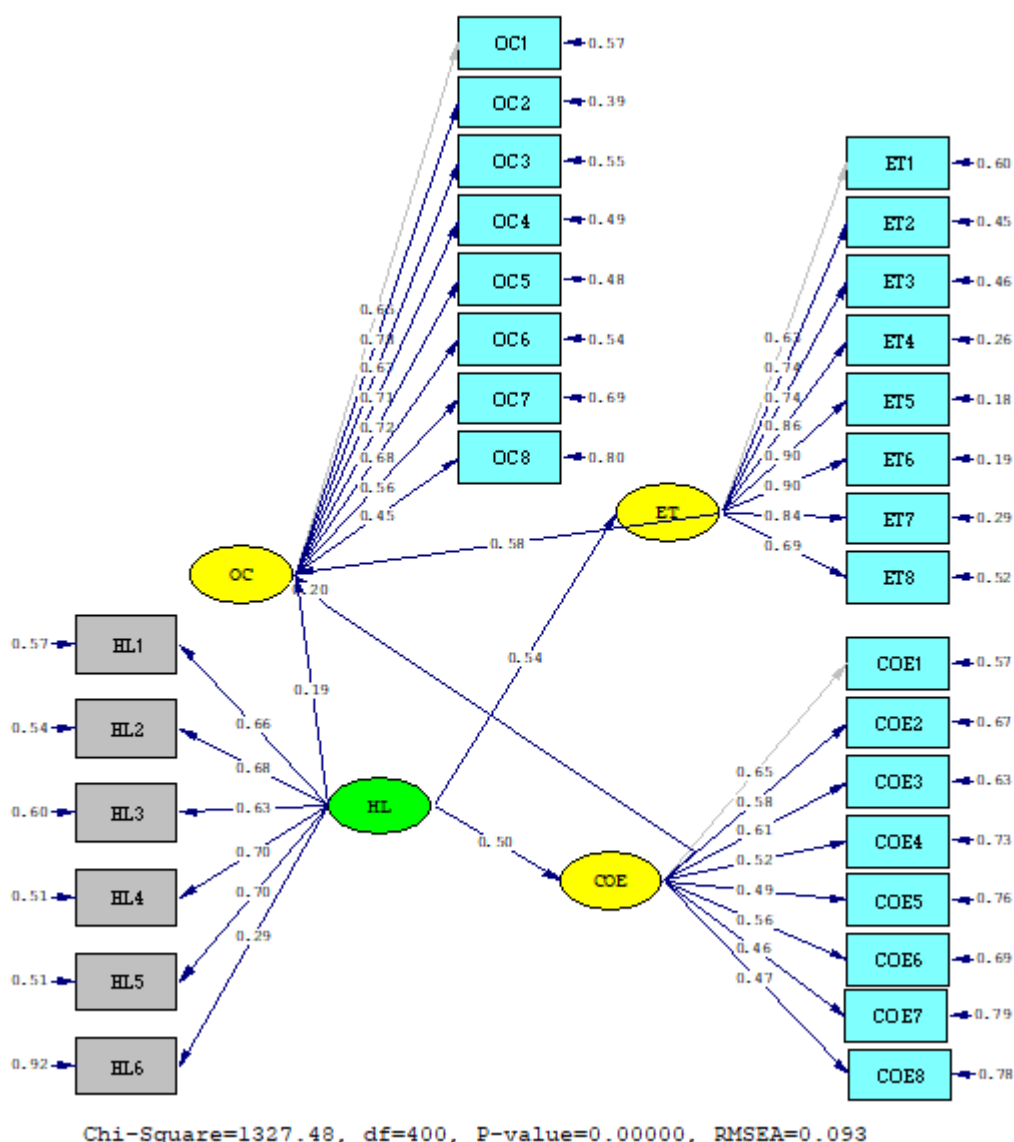 OC1 0.57
OC2 0.39
OC3 0.55
OC4 0.49
OC5 0.48
OC6 0.54
OC7 0.69
OC8 0.80
ET1 0.60
ET2 0.45
ET3 0.46
ET4 0.26
ET5 0.18
ET6 0.19
ET7 0.29
ET8 0.52
0.67
0.71
0.72
0.68
0.56
0.45
0.63
0.74
0.74
0.86
0.90
0.90
0.84
0.69
ET
0.58
OC
0.54
0.19
0.57 HL1
0.54 HL2
0.60 HL3
0.51 HL4
0.51 HL5
0.92 HL6
0.66
0.68
0.63
0.70
0.70
0.29
HL
0.50
COE
0.65
0.58
0.61
0.52
0.49
0.56
0.46
0.47
COE1 0.57
COE2 0.67
COE3 0.63
COE4 0.73
COE5 0.76
COE6 0.69
COE7 0.79
COE8 0.78
Chi-Square=1327.48, df=400, P-value=0.00000, RMSEA=0.093